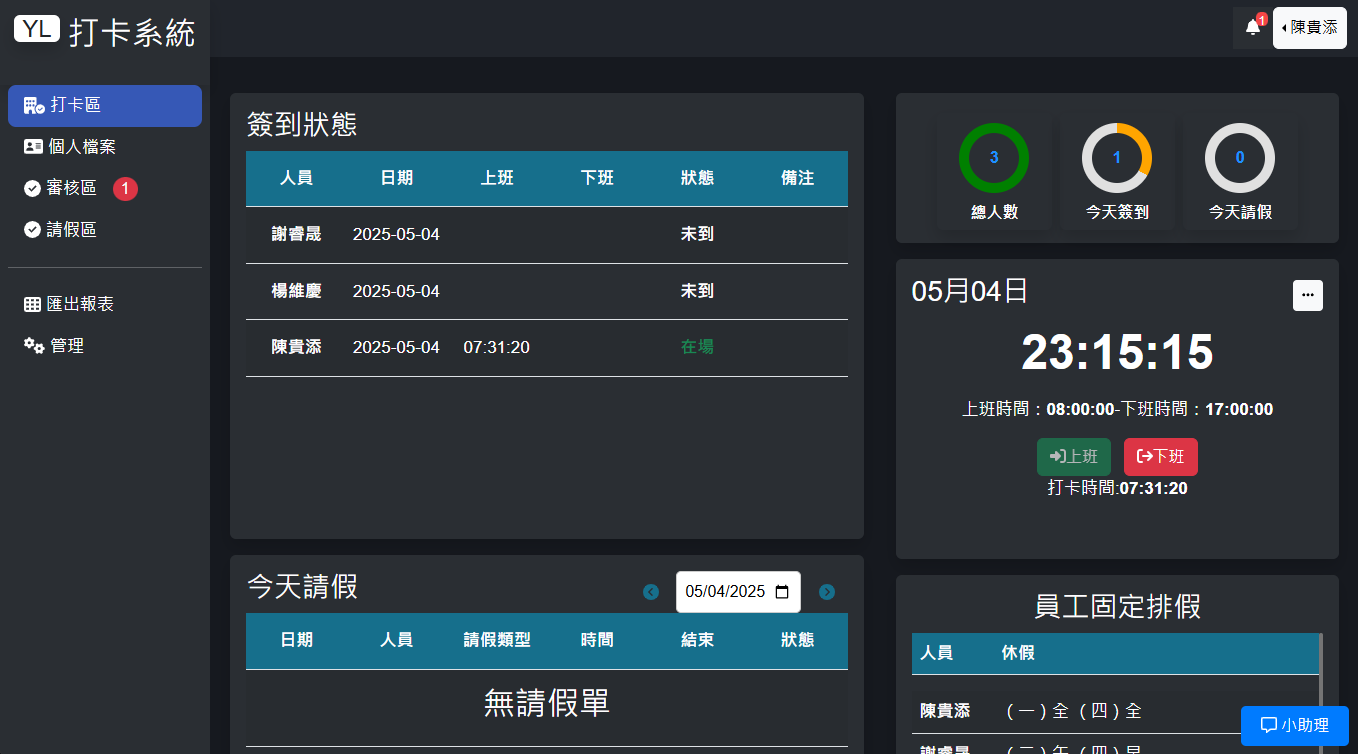 YL 打卡系統
1
陳貴添
打卡區
個人檔案
審核區 1
請假區
匯出報表
管理
簽到狀態
人員 日期 上班 下班 狀態 備注
謝睿晟 2025-05-04 未到
楊維慶 2025-05-04 未到
陳貴添 2025-05-04 07:31:20 在場
今天請假
05/04/2025
日期 人員 請假類型 時間 結束 狀態
無請假單
3 1 0
總人數 今天簽到 今天請假
05月04日
23:15:15
上班時間：08:00:00-下班時間：17:00:00
上班 下班
打卡時間:07:31:20
員工固定排假
人員 休假
陳貴添 （一）全（四）全
謝睿晟 （二）午（四）早
小助理